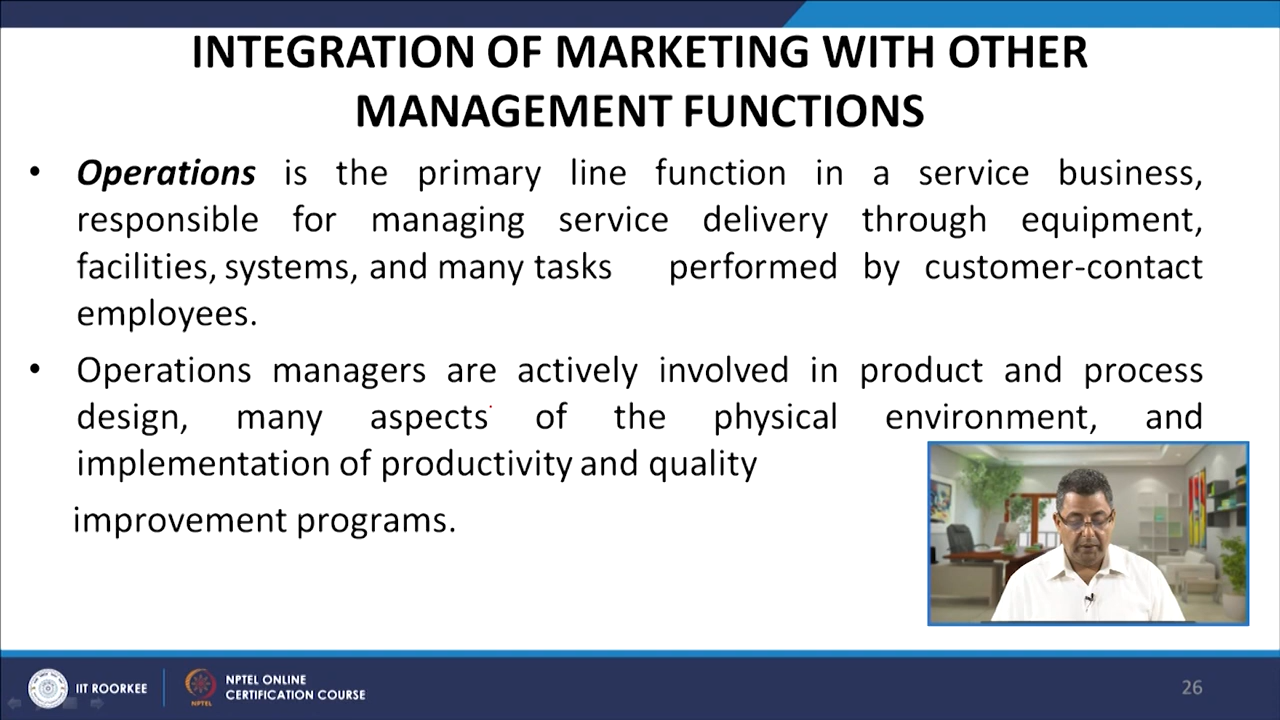 INTEGRATION OF MARKETING WITH OTHER
MANAGEMENT FUNCTIONS
• Operations is the primary line function in a service business,
responsible for managing service delivery through equipment,
facilities, systems, and many tasks performed by customer-contact
employees.
• Operations managers are actively involved in product and process
design, many aspects of the physical environment, and
implementation of productivity and quality
improvement programs.
IIT ROORKEE
NPTEL
NPTEL ONLINE
CERTIFICATION COURSE
26